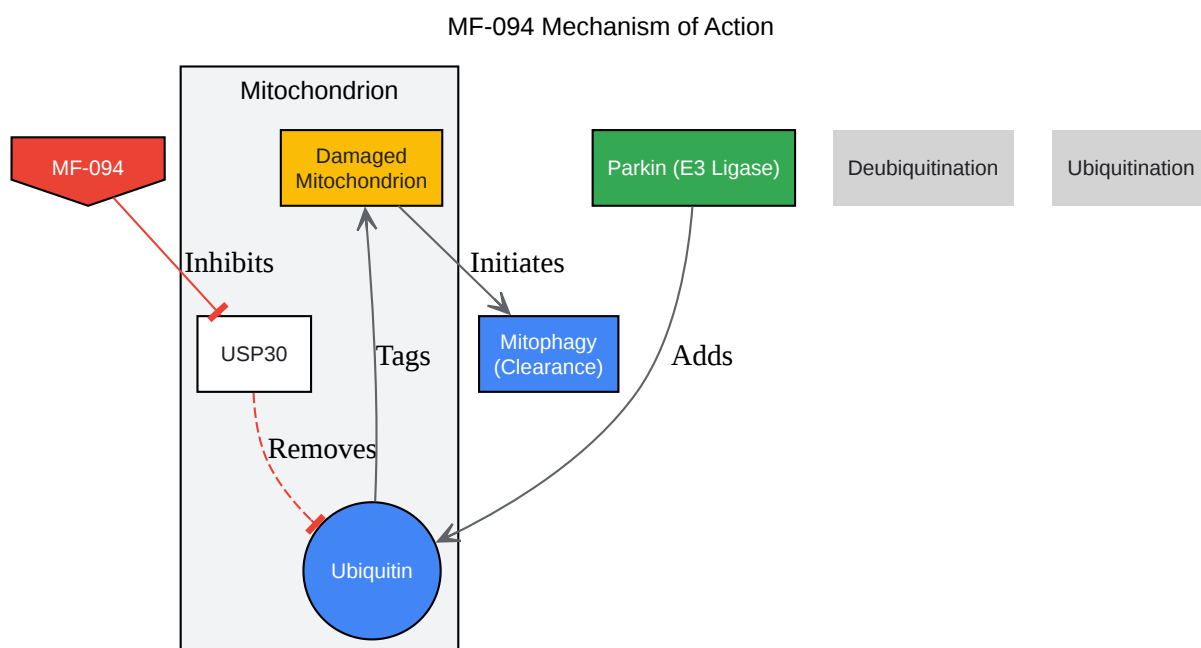 MF-094 Mechanism of Action
Mitochondrion
MF-094
Damaged
Mitochondrion
Parkin (E3 Ligase)
Deubiquitination
Ubiquitination
Inhibits
Initiates
USP30
Tags
Mitophagy
(Clearance)
Adds
Removes
Ubiquitin